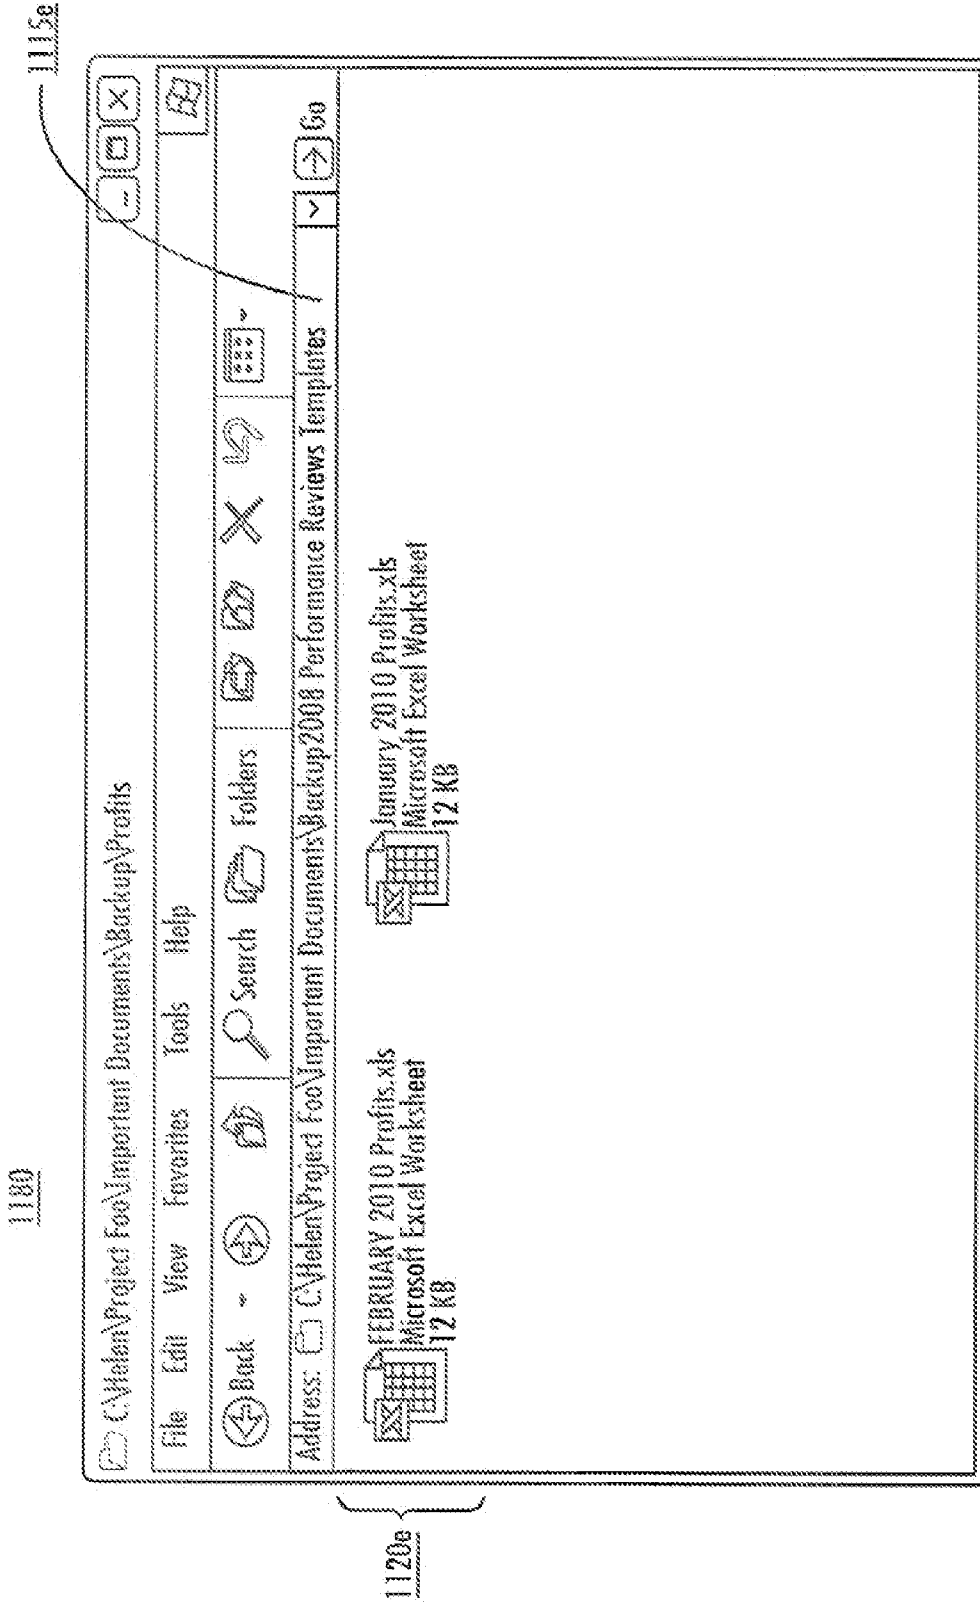 1180
1115e
C:\Helen\Project Foo\Important Documents\Backup\Profits
File Edit View Favorites Tools Help
Back Search Folders
Address: C:\Helen\Project Foo\Important Documents\Backup2008 Performance Reviews Templates Go
1120e
FEBRUARY 2010 Profits.xls
Microsoft Excel Worksheet
12 KB
January 2010 Profits.xls
Microsoft Excel Worksheet
12 KB